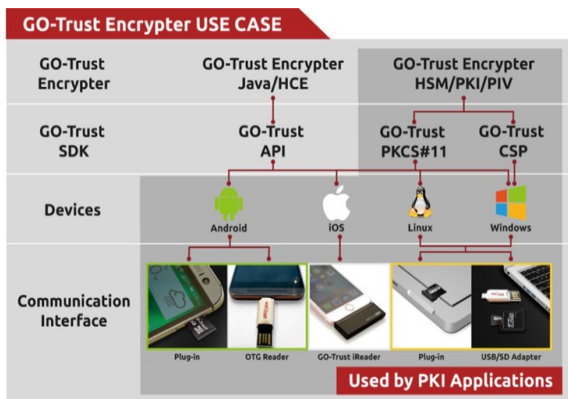 GO-Trust Encrypter USE CASE
GO-Trust
Encrypter
GO-Trust Encrypter
Java/HCE
GO-Trust Encrypter
HSM/PKI/PIV
GO-Trust
SDK
GO-Trust
API
GO-Trust
PKCS#11
GO-Trust
CSP
Devices
Android
iOS
Linux
Windows
Communication
Interface
Plug-in
OTG Reader
GO-Trust iReader
Plug-in
USB/SD Adapter
Used by PKI Applications